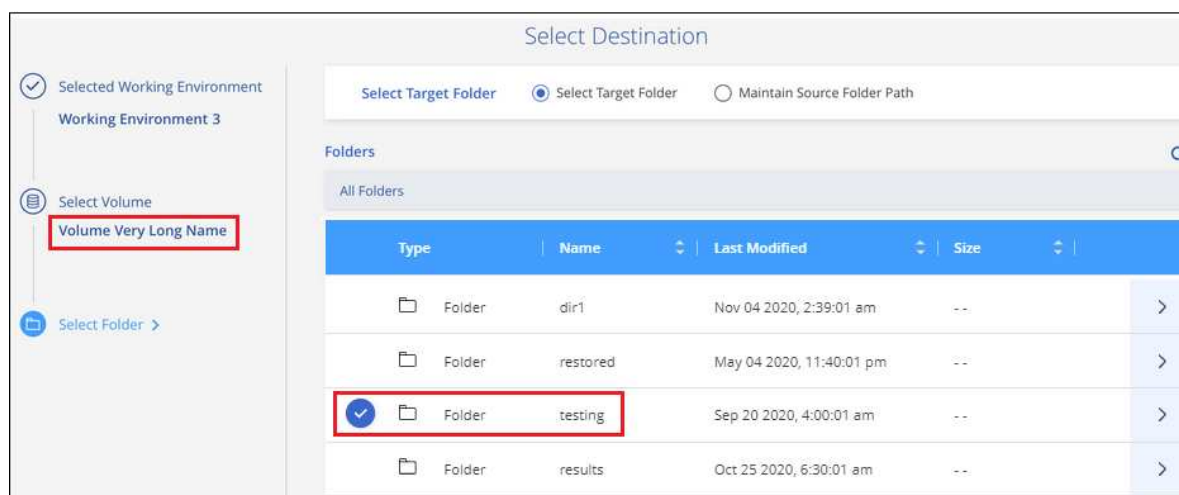 Select Destination
Selected Working Environment
Working Environment 3
Select Volume
Volume Very Long Name
Select Folder >
Select Target Folder Select Target Folder Maintain Source Folder Path
Folders
All Folders
Type Name Last Modified Size
Folder dir1 Nov 04 2020, 2:39:01 am - -
Folder restored May 04 2020, 11:40:01 pm - -
Folder testing Sep 20 2020, 4:00:01 am - -
Folder results Oct 25 2020, 6:30:01 am - -